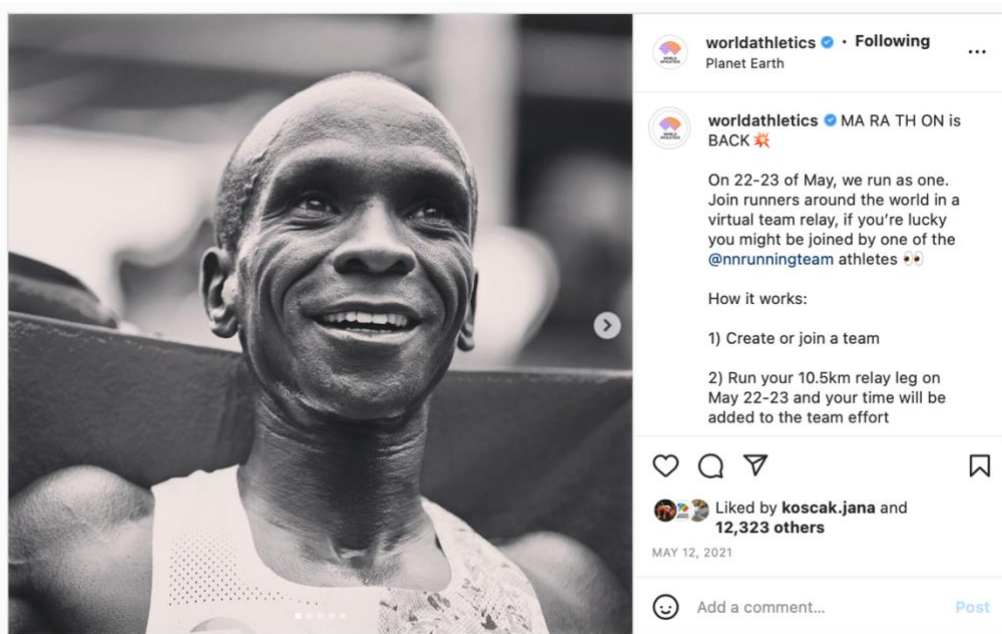 worldathletics • Following
Planet Earth
worldathletics MA RA TH ON is
BACK💥
On 22-23 of May, we run as one.
Join runners around the world in a
virtual team relay, if you’re lucky
you might be joined by one of the
@nnrunningteam athletes 👀
How it works:
1) Create or join a team
2) Run your 10.5km relay leg on
May 22-23 and your time will be
added to the team effort
Liked by koscak.jana and
12,323 others
MAY 12, 2021
Add a comment...
Post